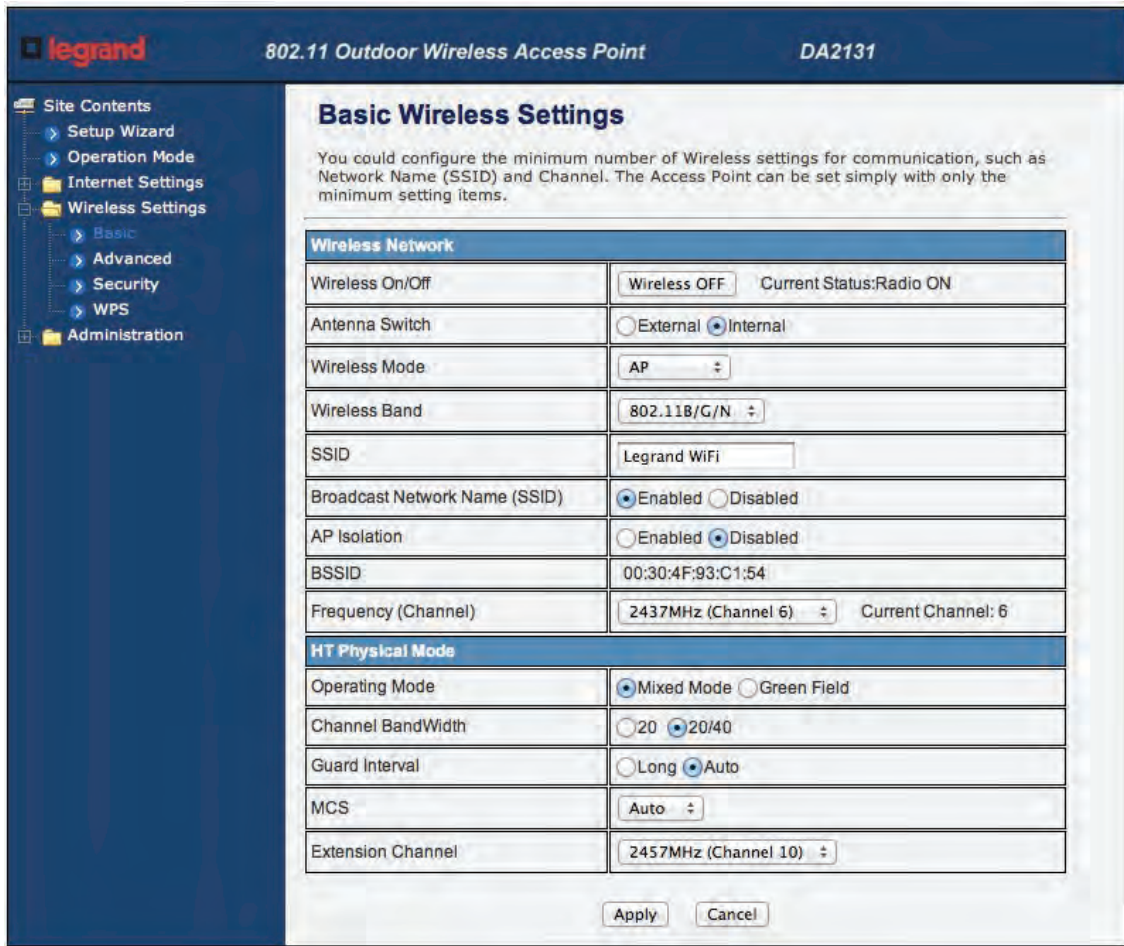 legrand 802.11 Outdoor Wireless Access Point DA2131
Site Contents
Setup Wizard
Operation Mode
Internet Settings
Wireless Settings
Basic
Advanced
Security
WPS
Administration
Basic Wireless Settings
You could configure the minimum number of Wireless settings for communication, such as
Network Name (SSID) and Channel. The Access Point can be set simply with only the
minimum setting items.
Wireless Network
Wireless On/Off Wireless OFF Current Status:Radio ON
Antenna Switch External Internal
Wireless Mode AP
Wireless Band 802.11B/G/N
SSID Legrand WiFi
Broadcast Network Name (SSID) Enabled Disabled
AP Isolation Enabled Disabled
BSSID 00:30:4F:93:C1:54
Frequency (Channel) 2437MHz (Channel 6) Current Channel: 6
HT Physical Mode
Operating Mode Mixed Mode Green Field
Channel BandWidth 20 20/40
Guard Interval Long Auto
MCS Auto
Extension Channel 2457MHz (Channel 10)
Apply Cancel